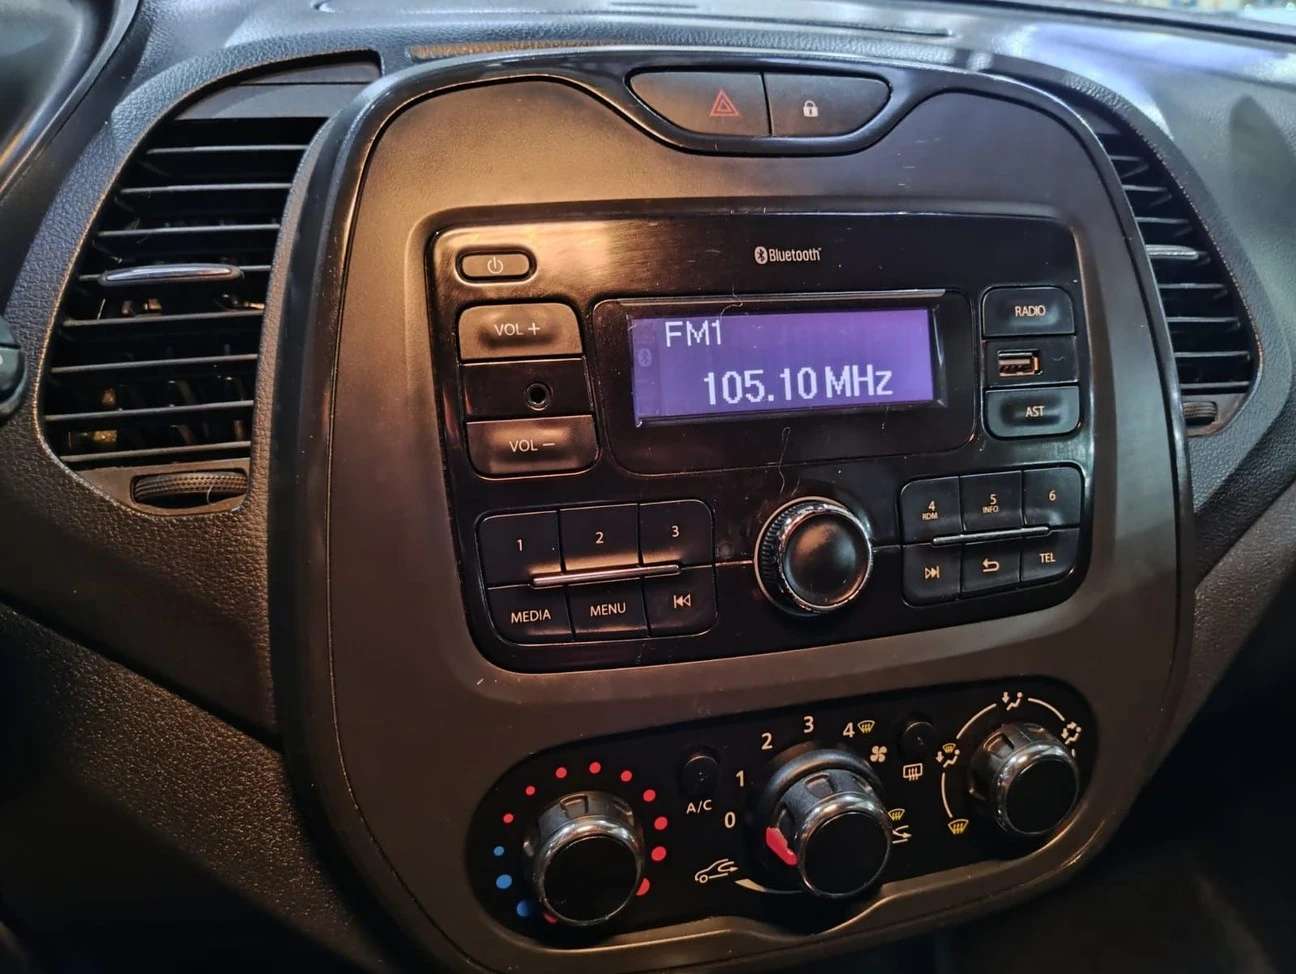 Bluetooth
VOL +
FM1
105.10 MHz
RADIO
AST
VOL −
1
2
3
4
RDM
5
INFO
6
MEDIA
MENU
TEL
A/C
0
1
2
3
4